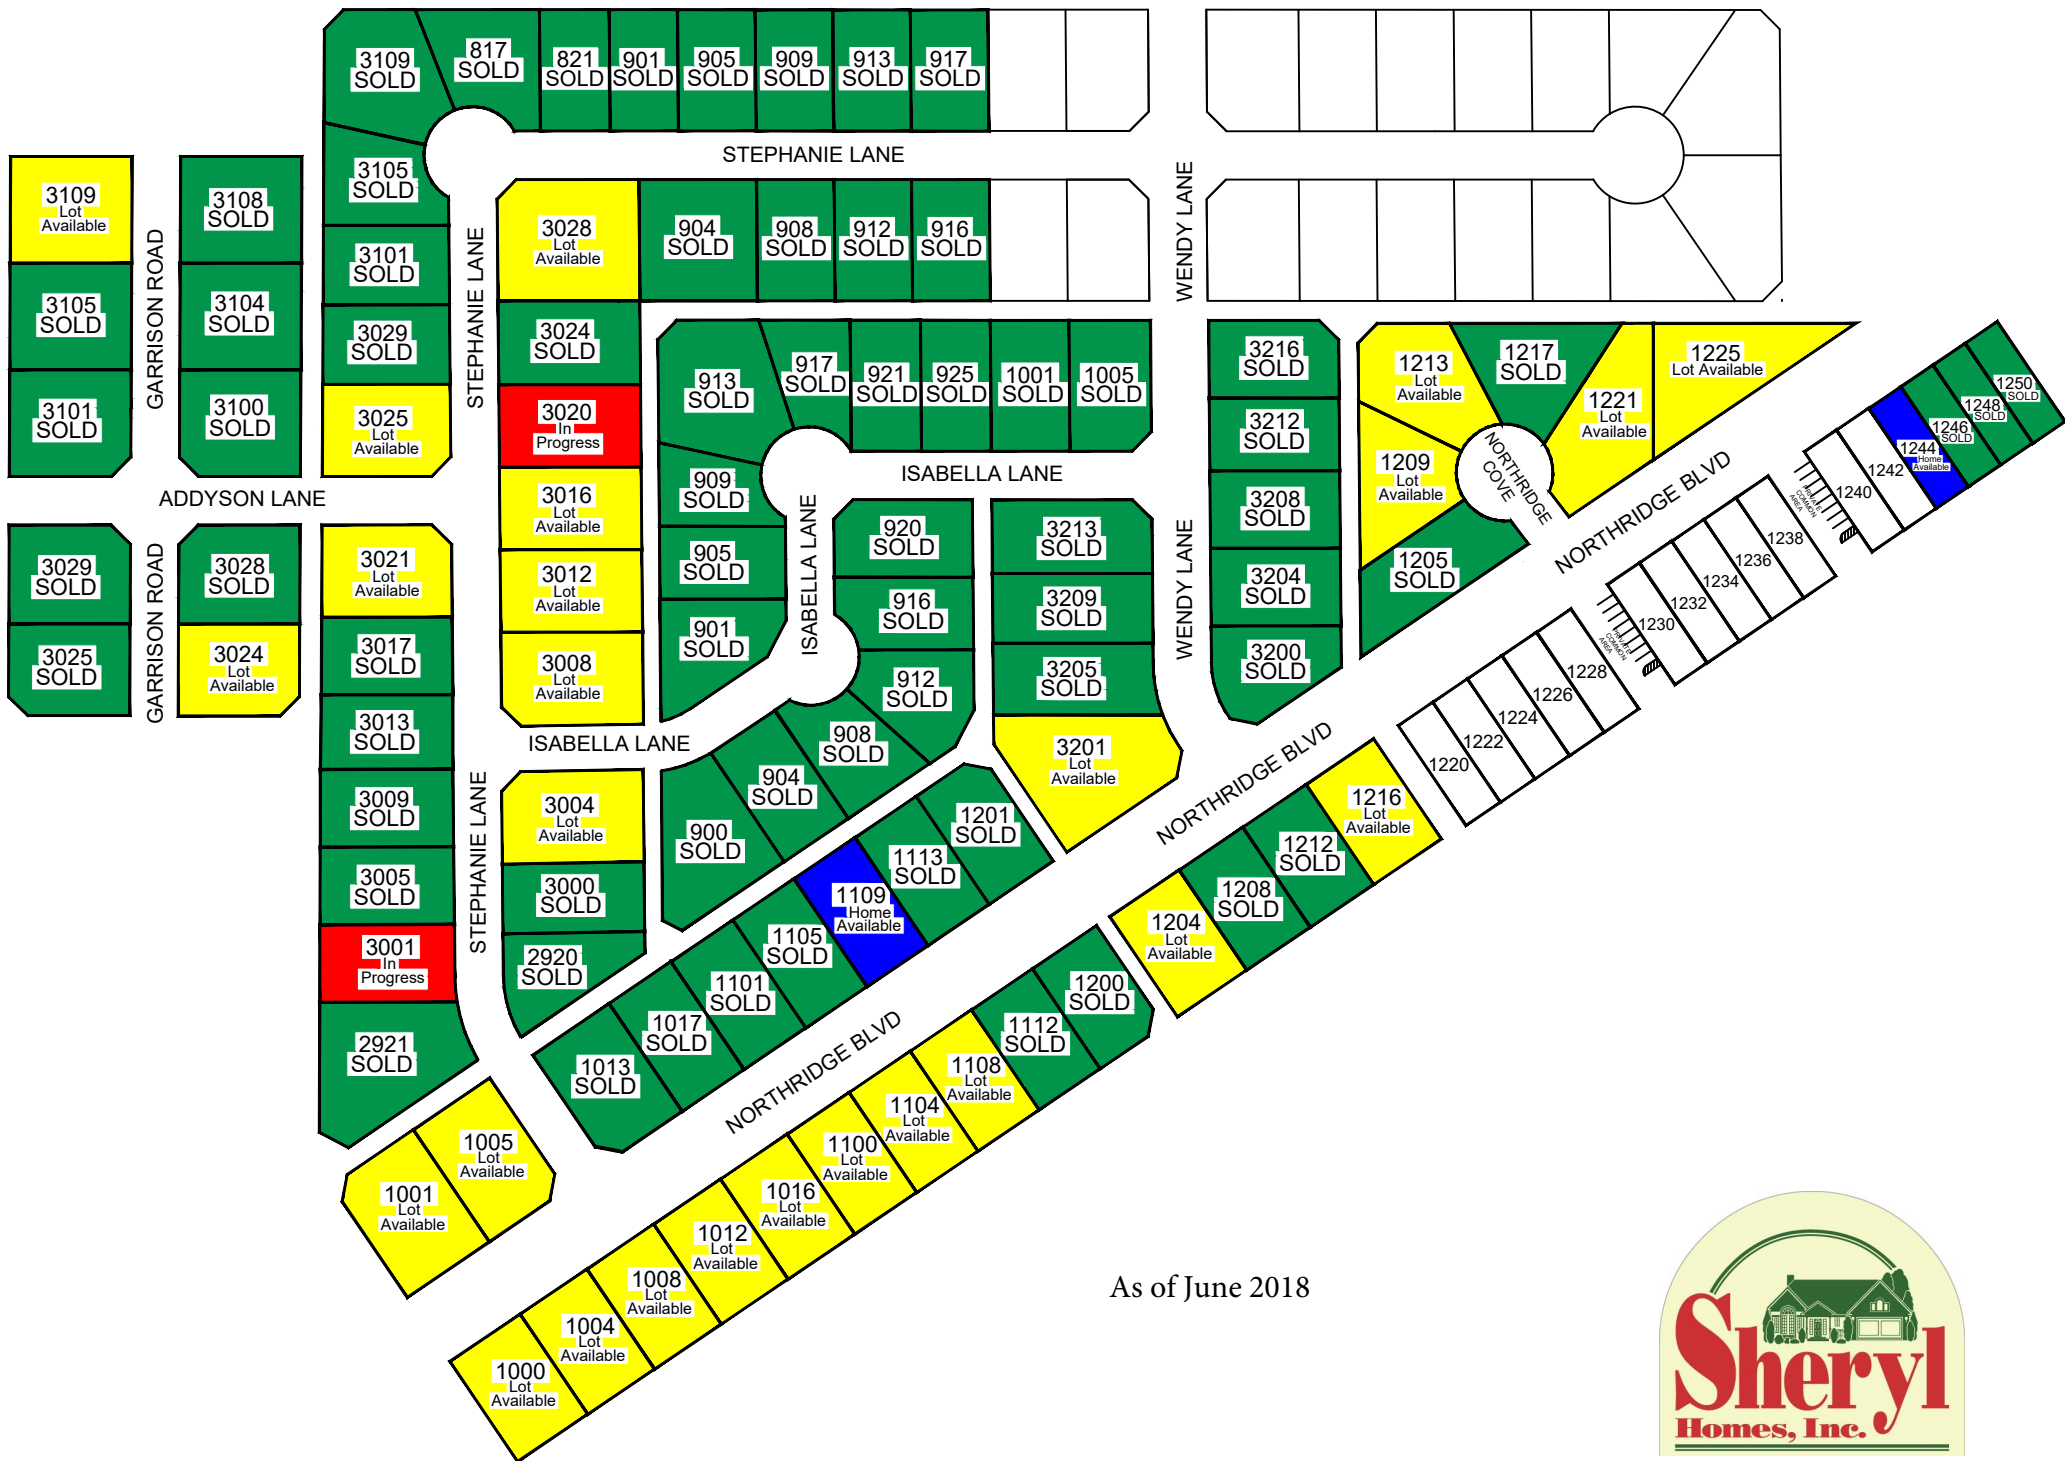 3109
SOLD
817
SOLD
821
SOLD
901
SOLD
905
SOLD
909
SOLD
913
SOLD
917
SOLD
STEPHANIE LANE
3109
Lot
Available
3105
SOLD
3101
SOLD
GARRISON ROAD
3108
SOLD
3104
SOLD
3100
SOLD
3105
SOLD
3101
SOLD
3029
SOLD
3025
Lot
Available
STEPHANIE LANE
3028
Lot
Available
904
SOLD
908
SOLD
912
SOLD
916
SOLD
WENDY LANE
3024
SOLD
3020
In
Progress
3016
Lot
Available
3012
Lot
Available
3008
Lot
Available
913
SOLD
917
SOLD
921
SOLD
925
SOLD
1001
SOLD
1005
SOLD
909
SOLD
905
SOLD
901
SOLD
ISABELLA LANE
ISABELLA LANE
920
SOLD
916
SOLD
912
SOLD
908
SOLD
904
SOLD
900
SOLD
3213
SOLD
3209
SOLD
3205
SOLD
3201
Lot
Available
WENDY LANE
3216
SOLD
3212
SOLD
3208
SOLD
3204
SOLD
3200
SOLD
1213
Lot
Available
1217
SOLD
1221
Lot
Available
1225
Lot Available
1209
Lot
Available
1205
SOLD
NORTHRIDGE
COVE
NORTHRIDGE BLVD
1250
SOLD
1248
SOLD
1246
SOLD
1244
Home
Available
1242
1240
PRIVATE
COMMON
AREA
1238
1236
1234
1232
1230
PRIVATE
COMMON
AREA
1228
1226
1224
1222
1220
ADDYSON LANE
3029
SOLD
3025
SOLD
GARRISON ROAD
3028
SOLD
3024
Lot
Available
3021
Lot
Available
3017
SOLD
3013
SOLD
3009
SOLD
3005
SOLD
3001
In
Progress
2921
SOLD
STEPHANIE LANE
ISABELLA LANE
3004
Lot
Available
3000
SOLD
2920
SOLD
1201
SOLD
1113
SOLD
1109
Home
Available
1105
SOLD
1101
SOLD
1017
SOLD
1013
SOLD
NORTHRIDGE BLVD
1216
Lot
Available
1212
SOLD
1208
SOLD
1204
Lot
Available
1200
SOLD
1112
SOLD
1108
Lot
Available
1104
Lot
Available
1100
Lot
Available
1016
Lot
Available
1012
Lot
Available
1008
Lot
Available
1004
Lot
Available
1000
Lot
Available
NORTHRIDGE BLVD
1005
Lot
Available
1001
Lot
Available
As of June 2018
Sheryl
Homes, Inc.